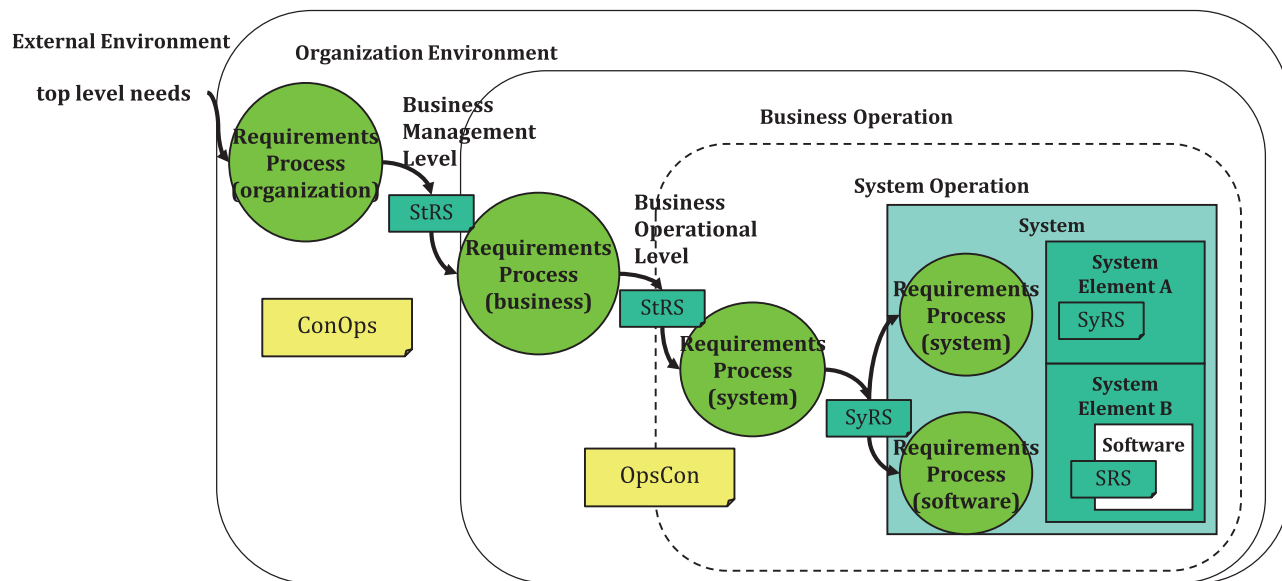 External Environment
top level needs
Organization Environment
Requirements
Process
(organization)
Business
Management
Level
StRS
ConOps
Business Operation
Requirements
Process
(business)
Business
Operational
Level
StRS
OpsCon
System Operation
Requirements
Process
(system)
SyRS
System
Requirements
Process
(system)
System
Element A
SyRS
Requirements
Process
(software)
System
Element B
Software
SRS